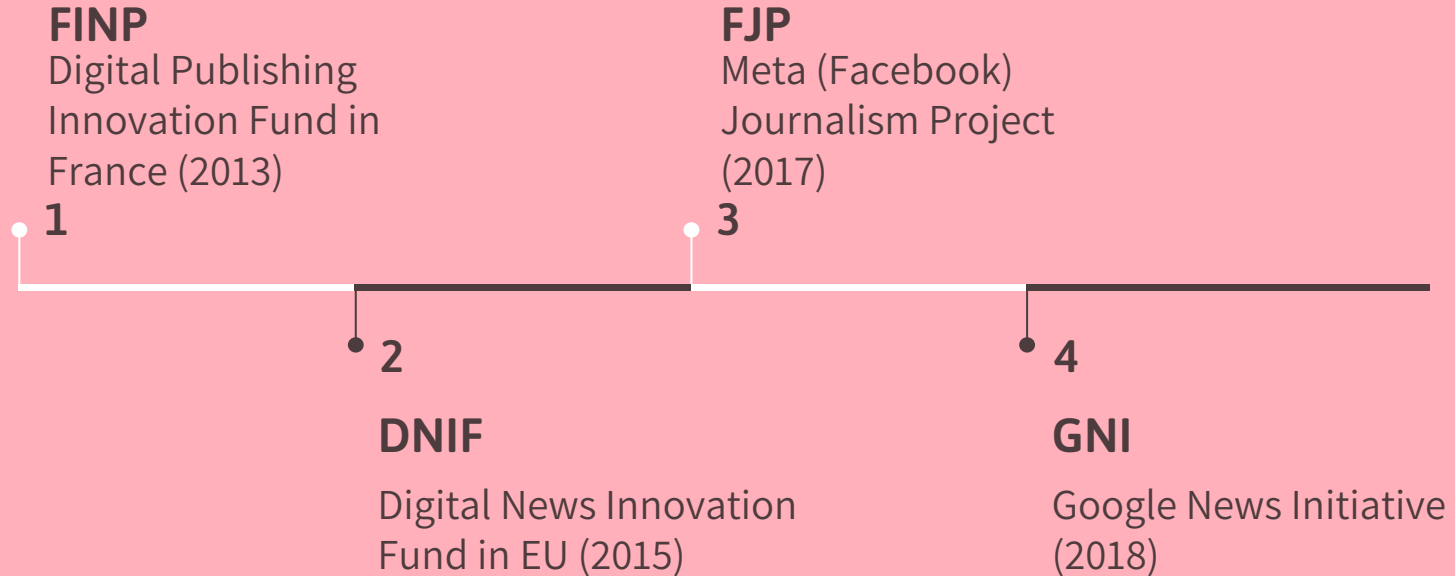 FINP
Digital Publishing
Innovation Fund in
France (2013)
1
2
DNIF
Digital News Innovation
Fund in EU (2015)
FJP
Meta (Facebook)
Journalism Project
(2017)
3
4
GNI
Google News Initiative
(2018)